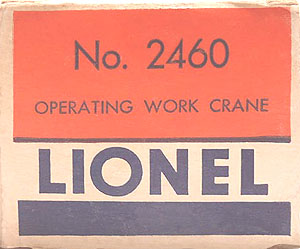 No. 2460
OPERATING WORK CRANE
LIONEL